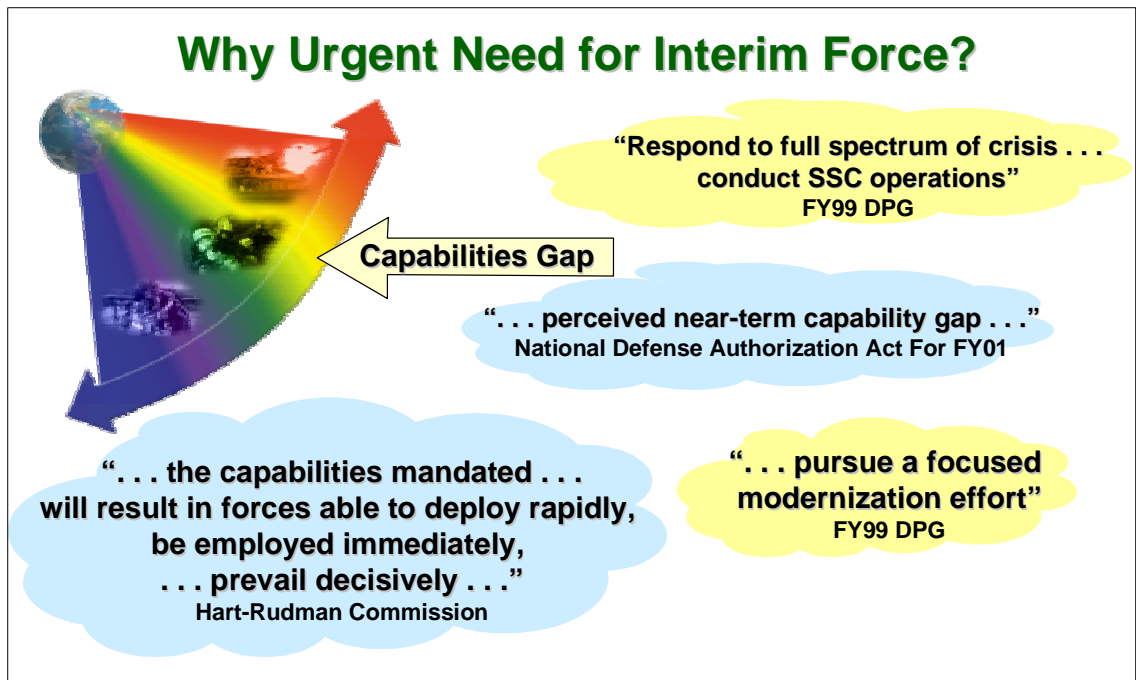 Why Urgent Need for Interim Force?
“Respond to full spectrum of crisis . . .
conduct SSC operations”
FY99 DPG
Capabilities Gap
“. . . perceived near-term capability gap . . .”
National Defense Authorization Act For FY01
“. . . the capabilities mandated . . .
will result in forces able to deploy rapidly,
be employed immediately,
. . . prevail decisively . . .”
Hart-Rudman Commission
“. . . pursue a focused
modernization effort”
FY99 DPG